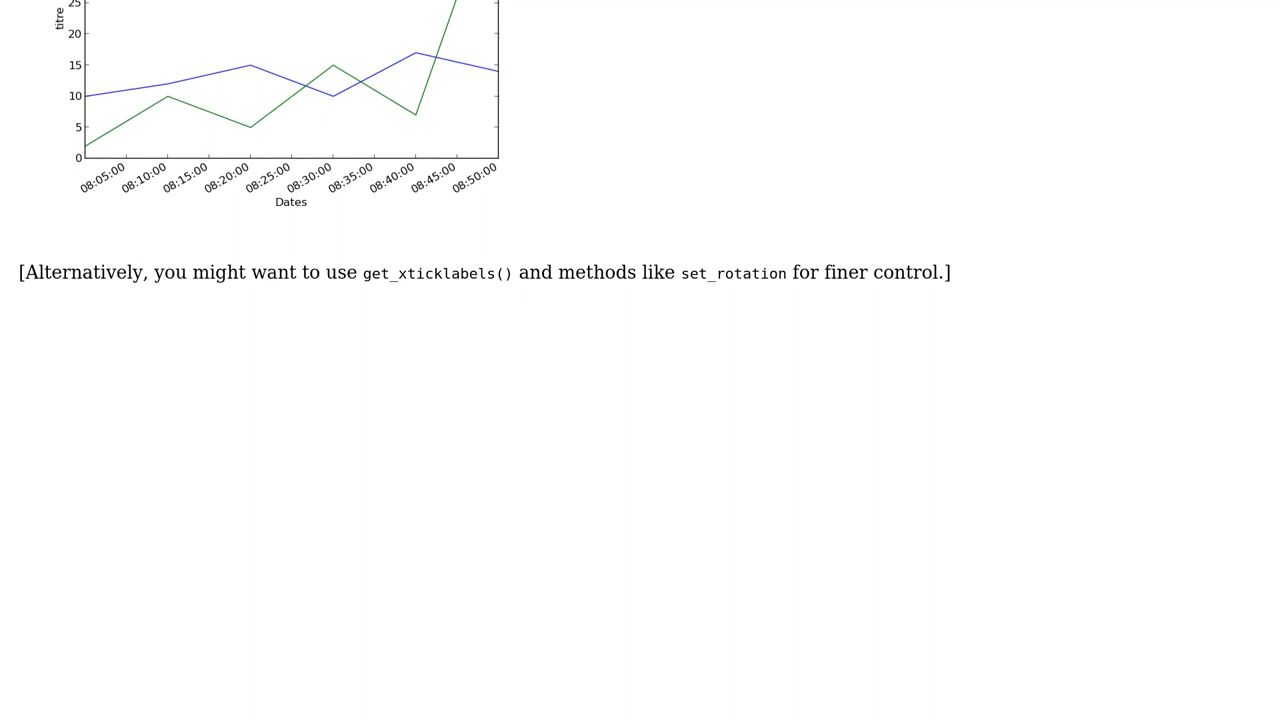 25
titre
20
15
10
5
0
08:05:00 08:10:00 08:15:00 08:20:00 08:25:00 08:30:00 08:35:00 08:40:00 08:45:00 08:50:00
Dates
[Alternatively, you might want to use get_xticklabels() and methods like set_rotation for finer control.]